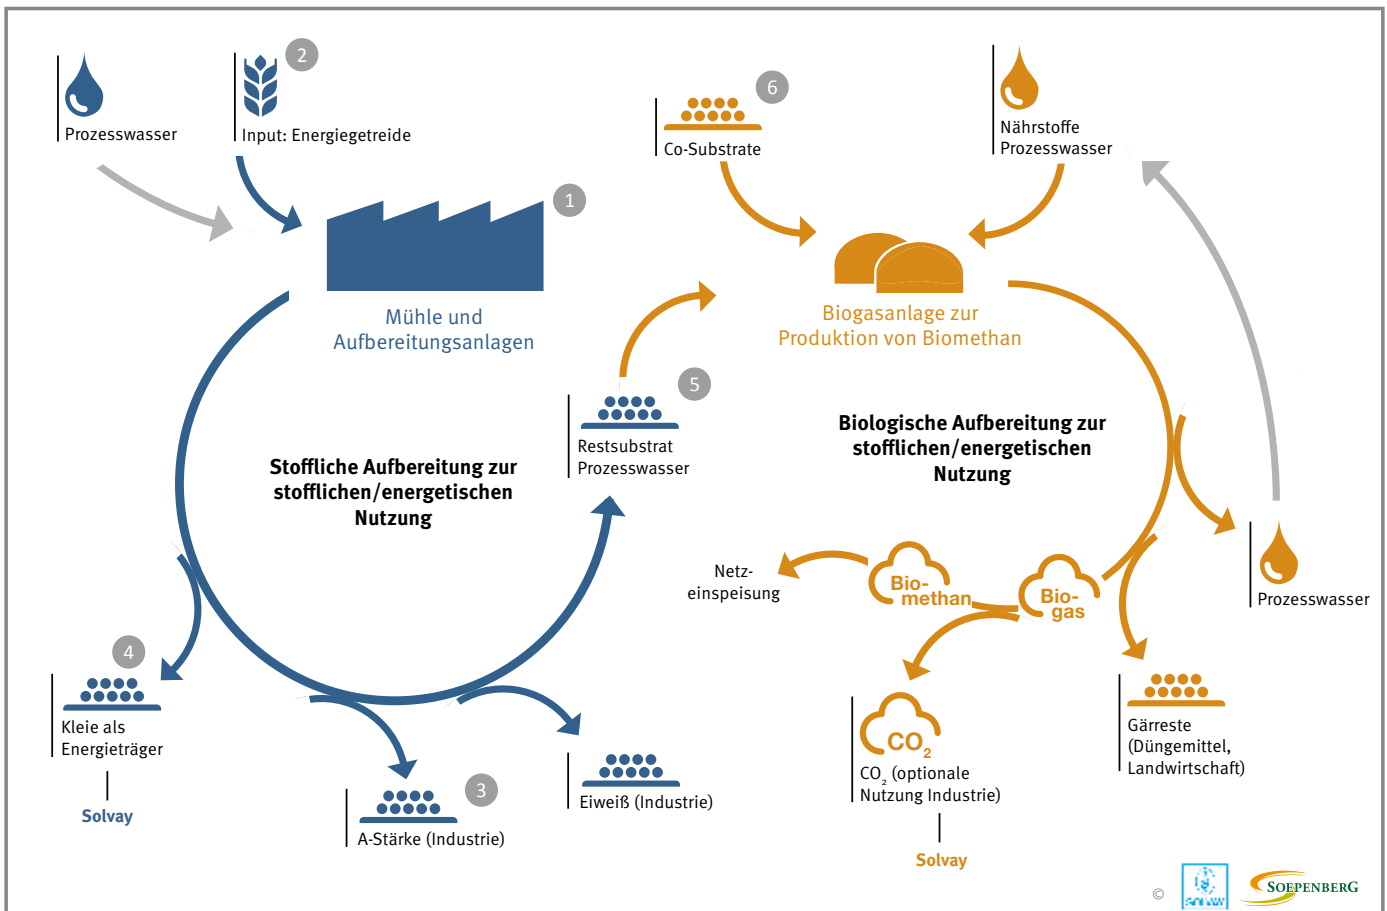 2
Prozesswasser
Input: Energiegetreide
6
Co-Substrate
Nährstoffe
Prozesswasser
1
Mühle und
Aufbereitungsanlagen
Biogasanlage zur
Produktion von Biomethan
5
Restsubstrat
Prozesswasser
Stoffliche Aufbereitung zur
stofflichen/energetischen
Nutzung
Biologische Aufbereitung zur
stofflichen/energetischen
Nutzung
Netz-
einspeisung
Bio-
methan
Bio-
gas
Prozesswasser
4
Kleie als
Energieträger
Solvay
3
A-Stärke (Industrie)
Eiweiß (Industrie)
CO₂
CO₂ (optionale
Nutzung Industrie)
Solvay
Gärreste
(Düngemittel,
Landwirtschaft)
©
SOEPENBERG